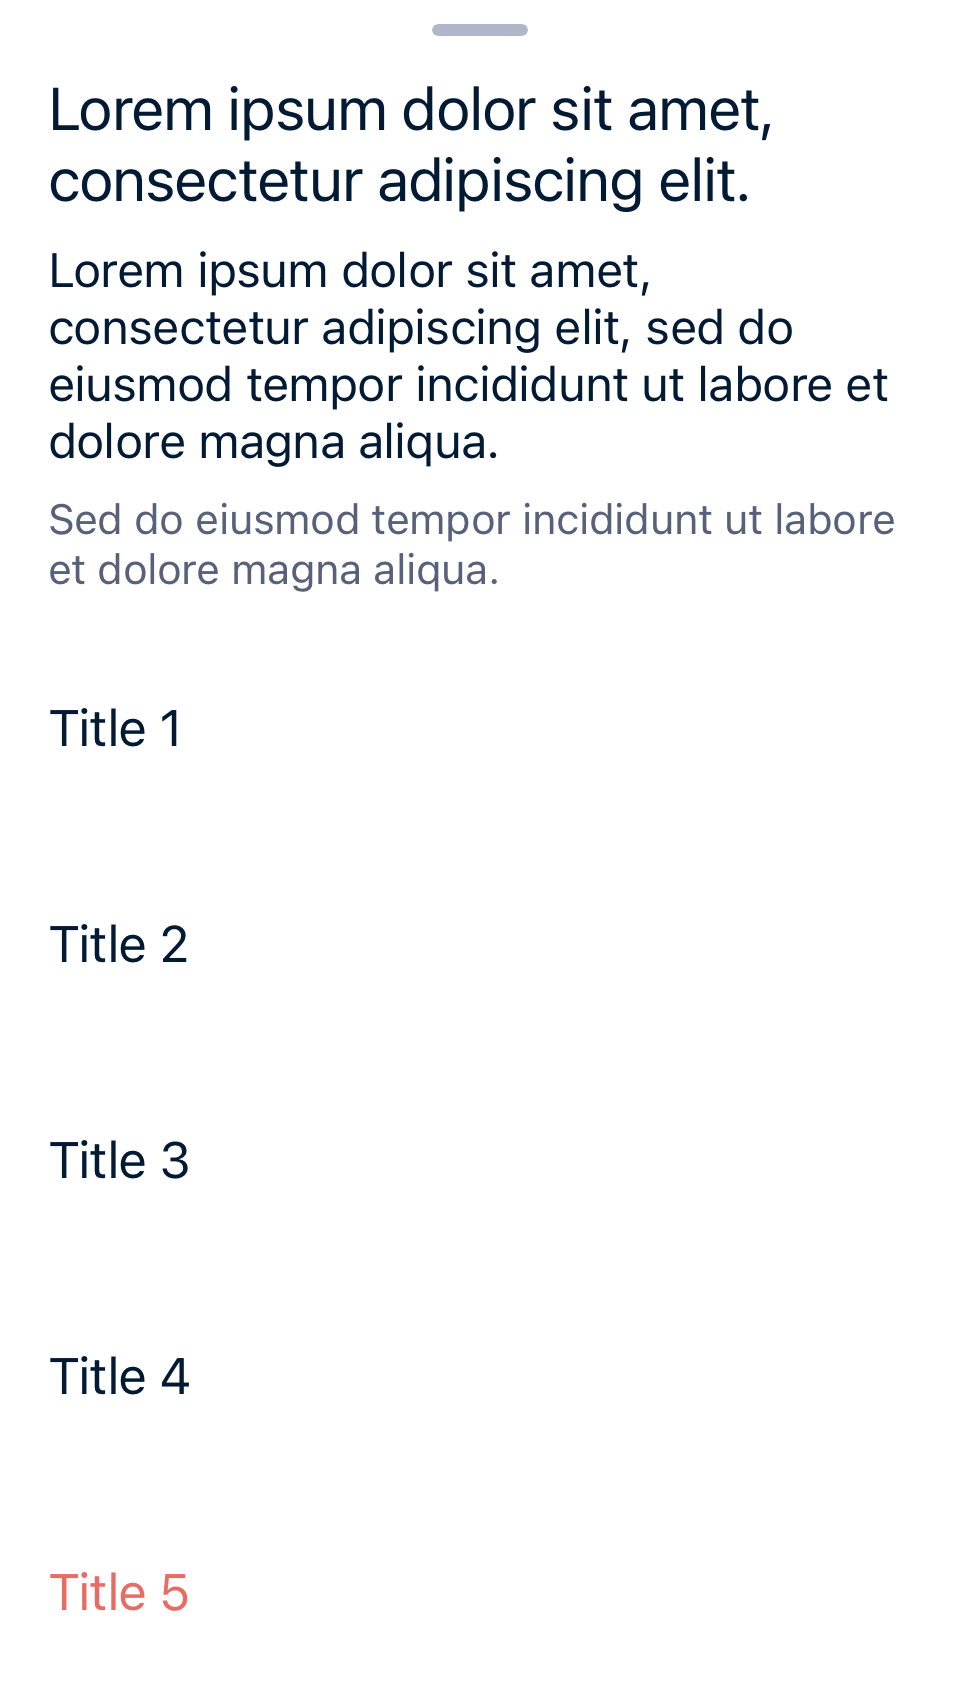 Lorem ipsum dolor sit amet,
consectetur adipiscing elit.
Lorem ipsum dolor sit amet,
consectetur adipiscing elit, sed do
eiusmod tempor incididunt ut labore et
dolore magna aliqua.
Sed do eiusmod tempor incididunt ut labore
et dolore magna aliqua.
Title 1
Title 2
Title 3
Title 4
Title 5